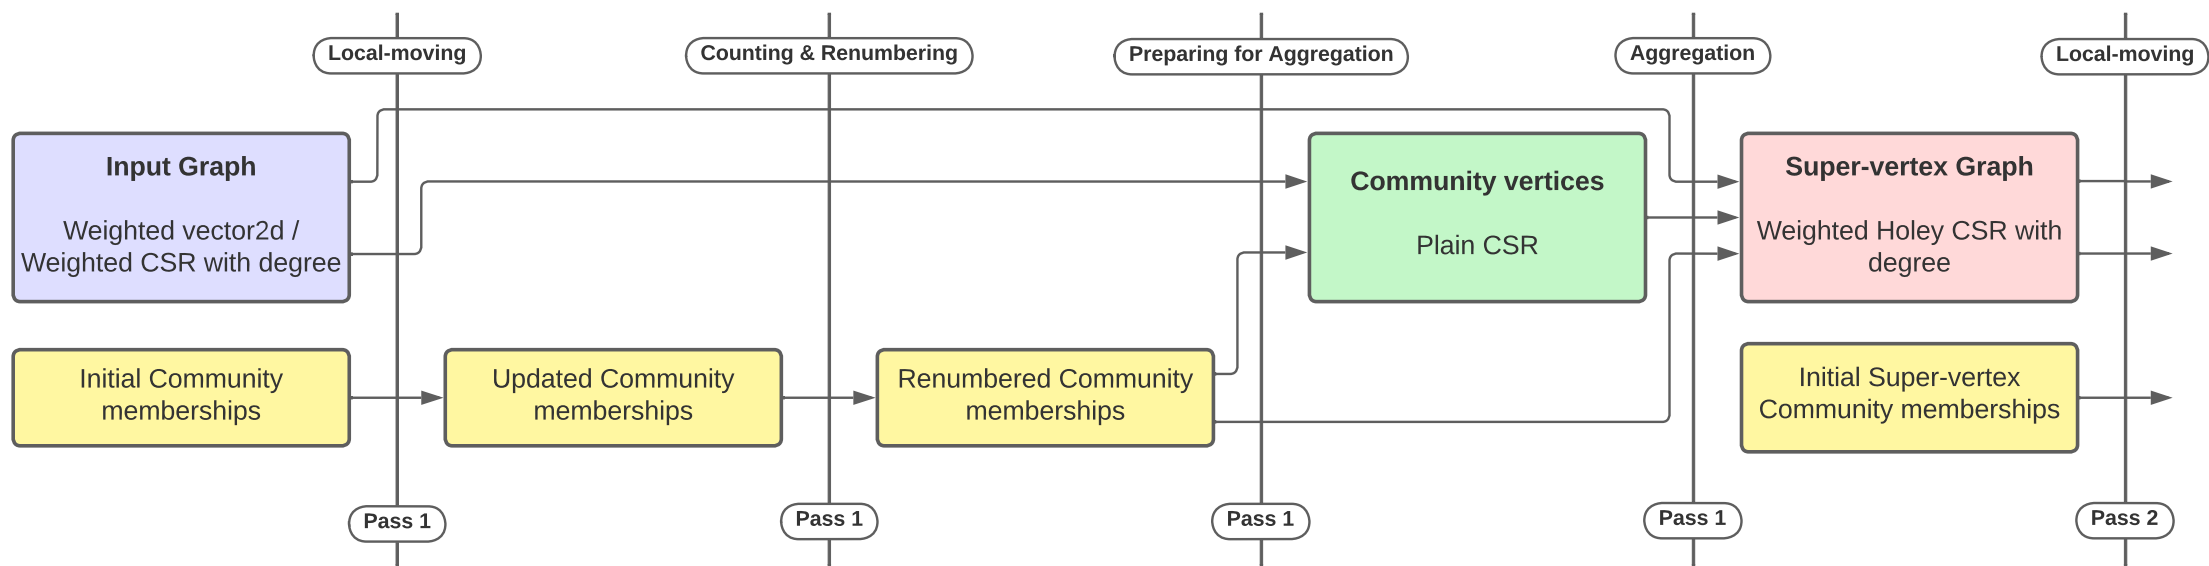 Local-moving
Counting & Renumbering
Preparing for Aggregation
Aggregation
Local-moving
Input Graph
Weighted vector2d /
Weighted CSR with degree
Community vertices
Plain CSR
Super-vertex Graph
Weighted Holey CSR with
degree
Initial Community
memberships
Updated Community
memberships
Renumbered Community
memberships
Initial Super-vertex
Community memberships
Pass 1
Pass 1
Pass 1
Pass 1
Pass 2